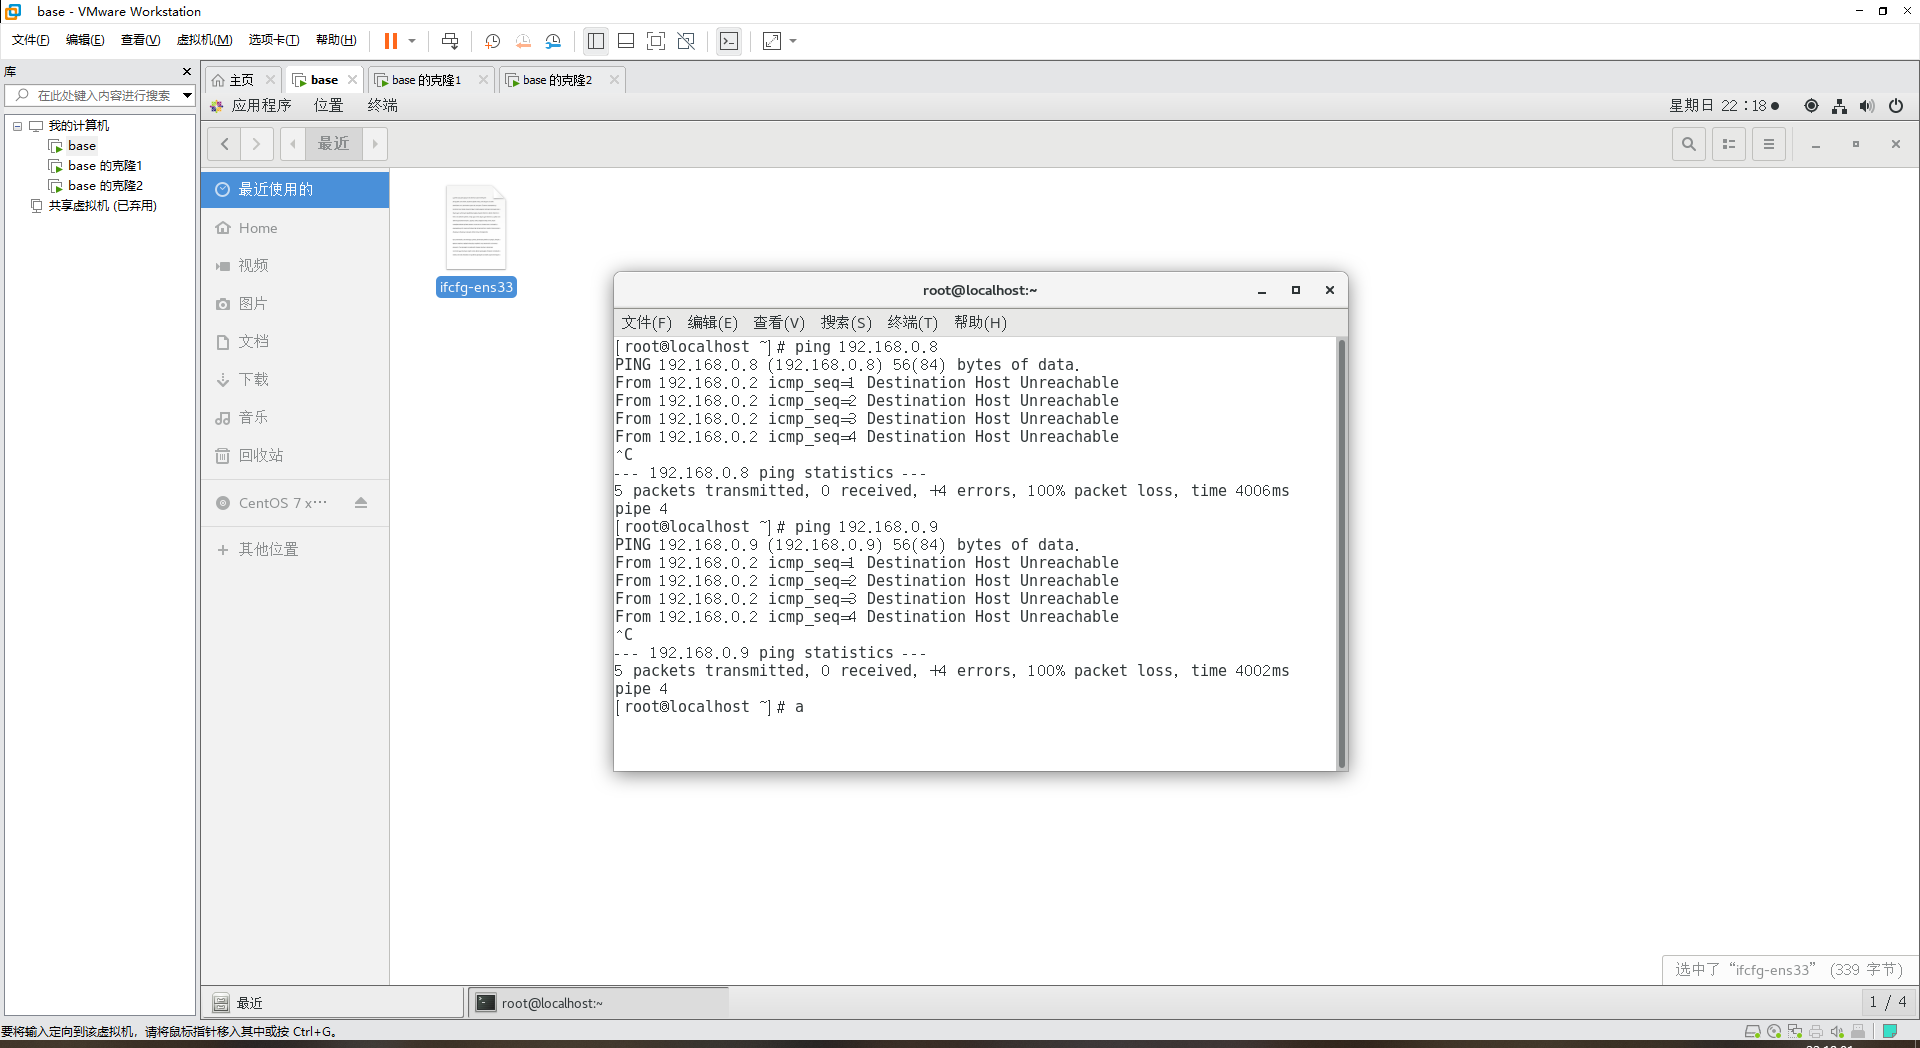 base - VMware Workstation
文件(F) 编辑(E) 查看(V) 虚拟机(M) 选项卡(T) 帮助(H)
库
在此处键入内容进行搜索
我的计算机
base
base 的克隆1
base 的克隆2
共享虚拟机 (已弃用)
主页 base base 的克隆1 base 的克隆2
应用程序 位置 终端 星期日 22：18
最近
最近使用的
Home
视频
图片
文档
下载
音乐
回收站
CentOS 7 x…
其他位置
ifcfg-ens33
root@localhost:~
文件(F) 编辑(E) 查看(V) 搜索(S) 终端(T) 帮助(H)
[root@localhost ~]# ping 192.168.0.8
PING 192.168.0.8 (192.168.0.8) 56(84) bytes of data.
From 192.168.0.2 icmp_seq=1 Destination Host Unreachable
From 192.168.0.2 icmp_seq=2 Destination Host Unreachable
From 192.168.0.2 icmp_seq=3 Destination Host Unreachable
From 192.168.0.2 icmp_seq=4 Destination Host Unreachable
^C
--- 192.168.0.8 ping statistics ---
5 packets transmitted, 0 received, +4 errors, 100% packet loss, time 4006ms
pipe 4
[root@localhost ~]# ping 192.168.0.9
PING 192.168.0.9 (192.168.0.9) 56(84) bytes of data.
From 192.168.0.2 icmp_seq=1 Destination Host Unreachable
From 192.168.0.2 icmp_seq=2 Destination Host Unreachable
From 192.168.0.2 icmp_seq=3 Destination Host Unreachable
From 192.168.0.2 icmp_seq=4 Destination Host Unreachable
^C
--- 192.168.0.9 ping statistics ---
5 packets transmitted, 0 received, +4 errors, 100% packet loss, time 4002ms
pipe 4
[root@localhost ~]# a
选中了“ifcfg-ens33” (339 字节)
最近 root@localhost:~ 1 / 4
要将输入定向到该虚拟机，请将鼠标指针移入其中或按 Ctrl+G。